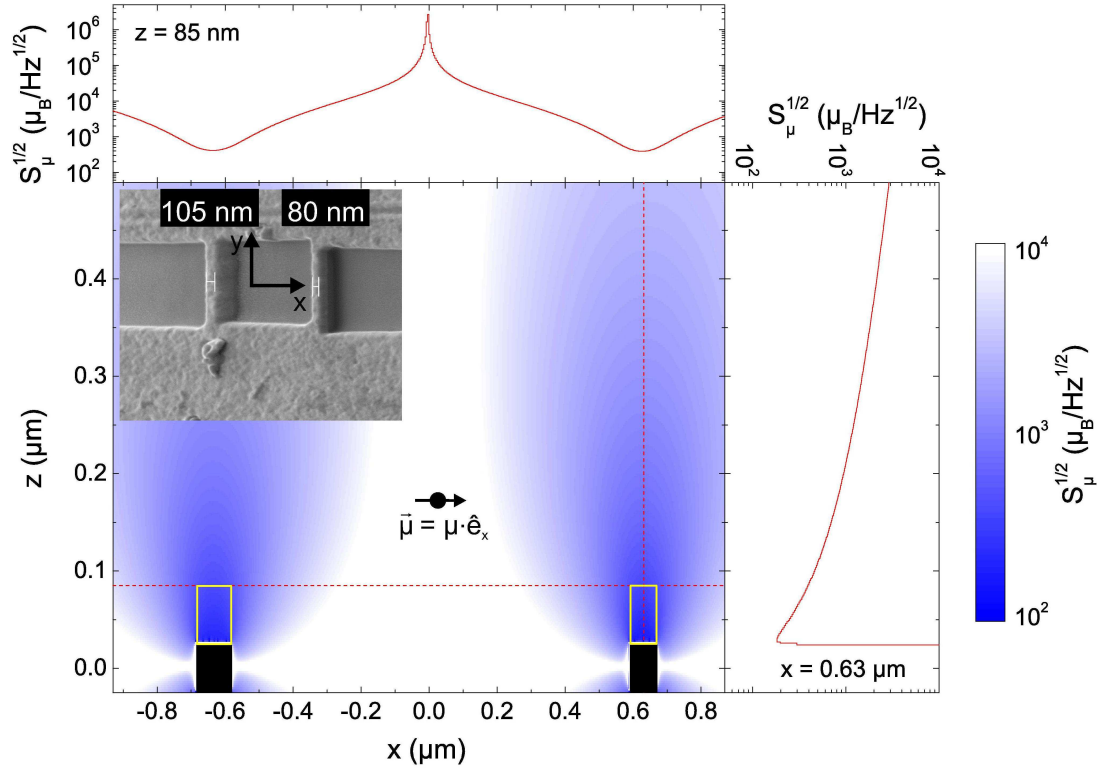 z = 85 nm
S_μ^{1/2} (μ_B/Hz^{1/2})
10^6
10^5
10^4
10^3
10^2
S_μ^{1/2} (μ_B/Hz^{1/2})
10^2
10^3
10^4
105 nm
80 nm
y
x
z (μm)
0.4
0.3
0.2
0.1
0.0
μ⃗ = μ·ê_x
x = 0.63 μm
-0.8
-0.6
-0.4
-0.2
0.0
0.2
0.4
0.6
0.8
x (μm)
10^4
10^3
10^2
S_μ^{1/2} (μ_B/Hz^{1/2})